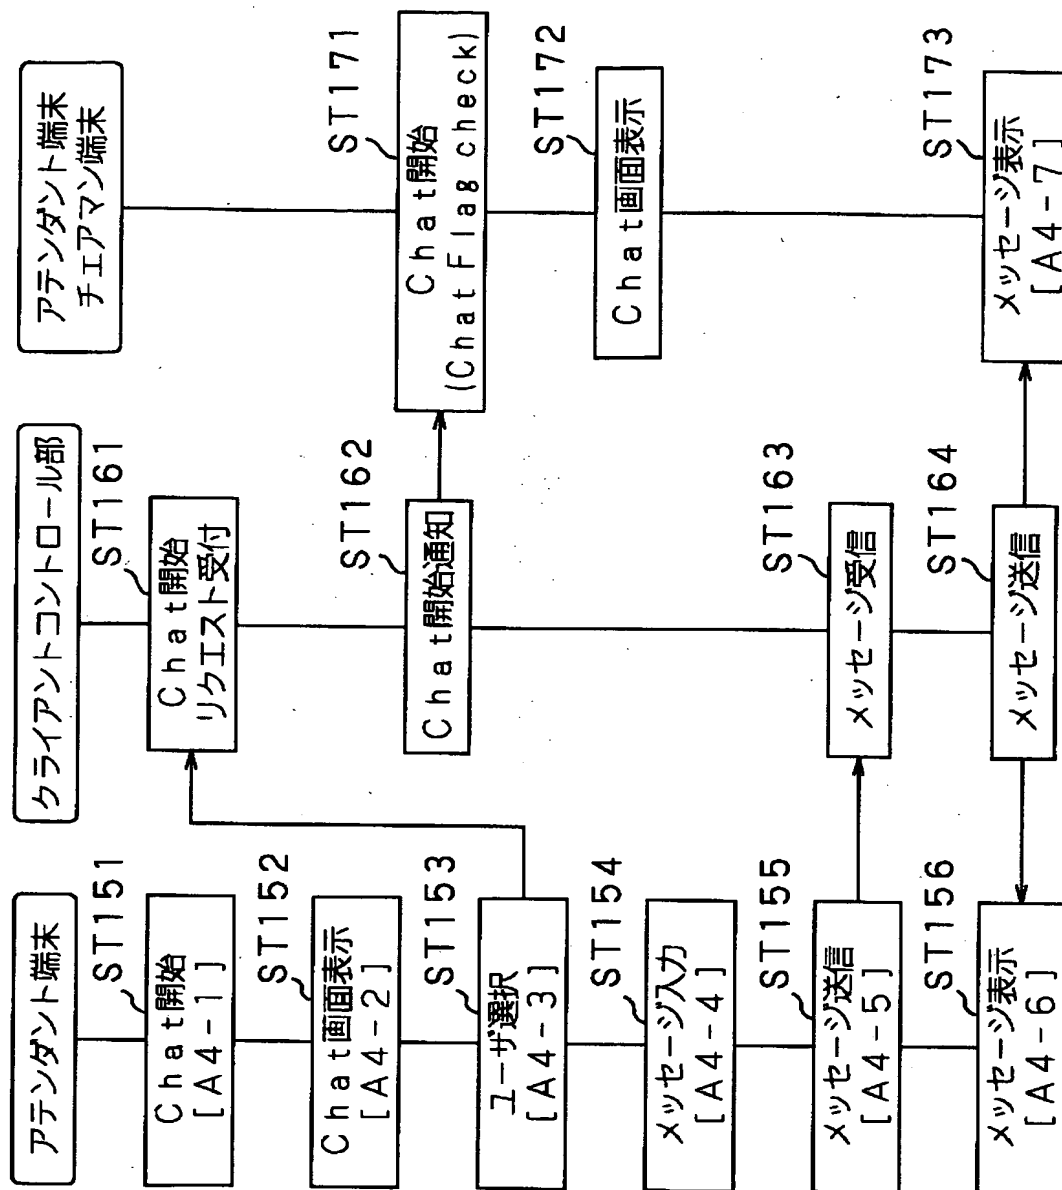 アテンダント端末
ST151
Chat開始
[A4-1]
ST152
Chat画面表示
[A4-2]
ST153
ユーザ選択
[A4-3]
ST154
メッセージ入力
[A4-4]
ST155
メッセージ送信
[A4-5]
ST156
メッセージ表示
[A4-6]
クライアントコントロール部
ST161
Chat開始
リクエスト受付
ST162
Chat開始通知
ST163
メッセージ受信
ST164
メッセージ送信
アテンダント端末
チェアマン端末
ST171
Chat開始
(Chat Flag check)
ST172
Chat画面表示
ST173
メッセージ表示
[A4-7]